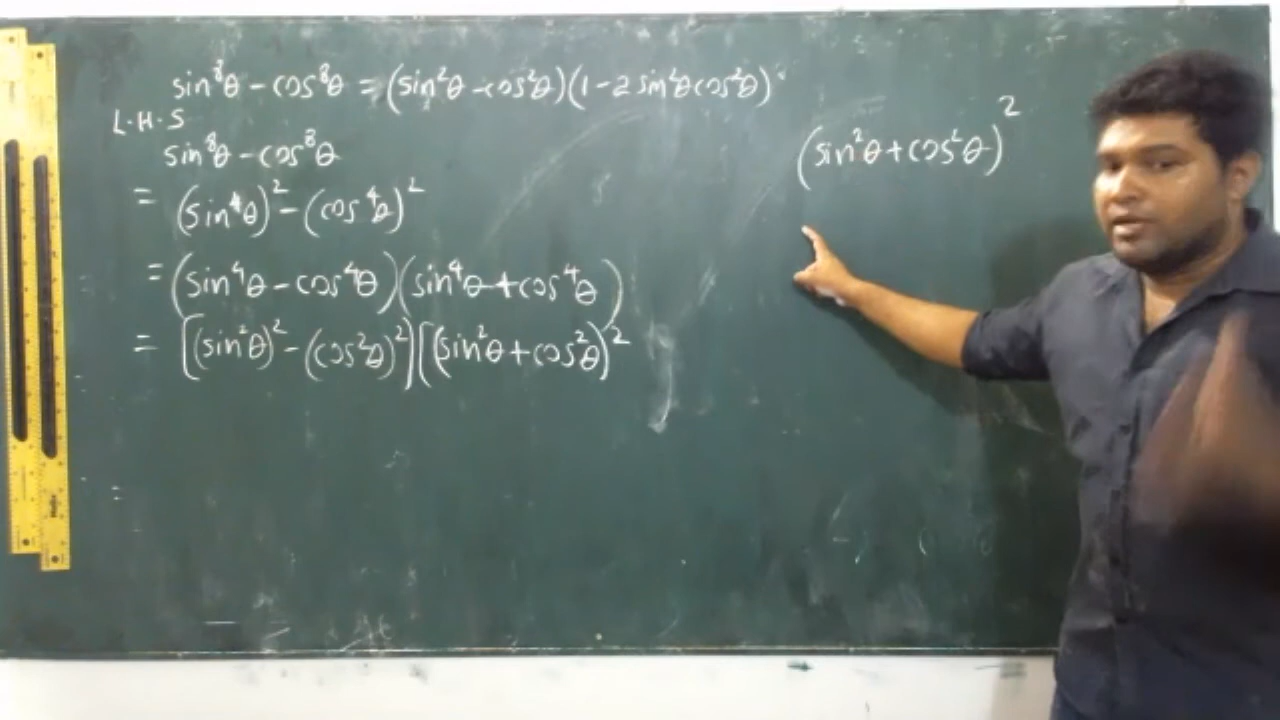 sin⁸θ - cos⁸θ = (sin²θ - cos²θ)(1 - 2 sin²θ cos²θ)
L.H.S
sin⁸θ - cos⁸θ
= (sin⁴θ)² - (cos⁴θ)²
= (sin⁴θ - cos⁴θ)(sin⁴θ + cos⁴θ)
= [(sin²θ)² - (cos²θ)²][(sin²θ + cos²θ)²
(sin²θ + cos²θ)²